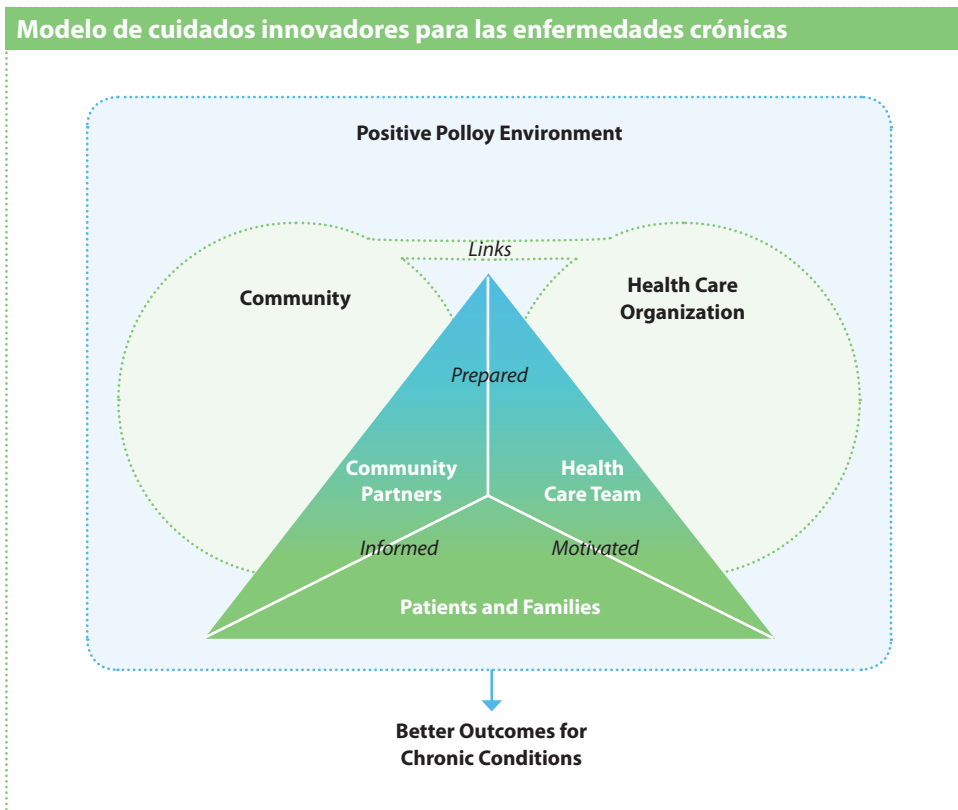 Modelo de cuidados innovadores para las enfermedades crónicas
Positive Polloy Environment
Links
Community
Health Care
Organization
Prepared
Community
Partners
Health
Care Team
Informed
Motivated
Patients and Families
Better Outcomes for
Chronic Conditions